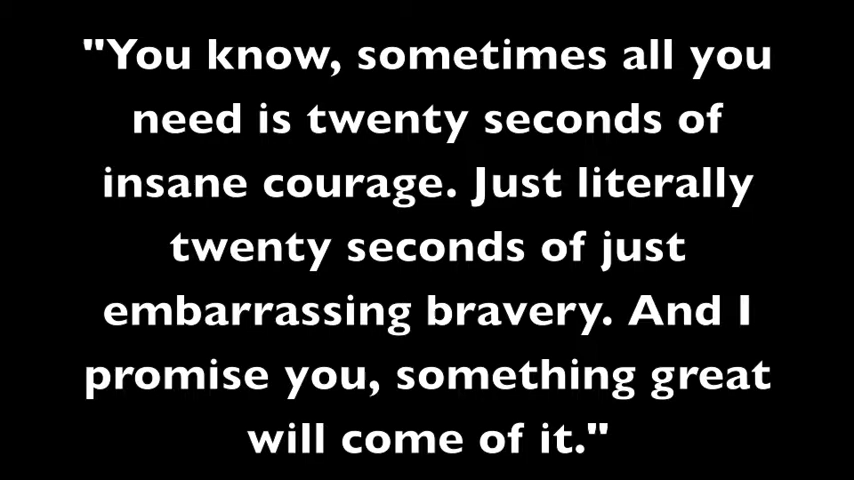 "You know, sometimes all you
need is twenty seconds of
insane courage. Just literally
twenty seconds of just
embarrassing bravery. And I
promise you, something great
will come of it."